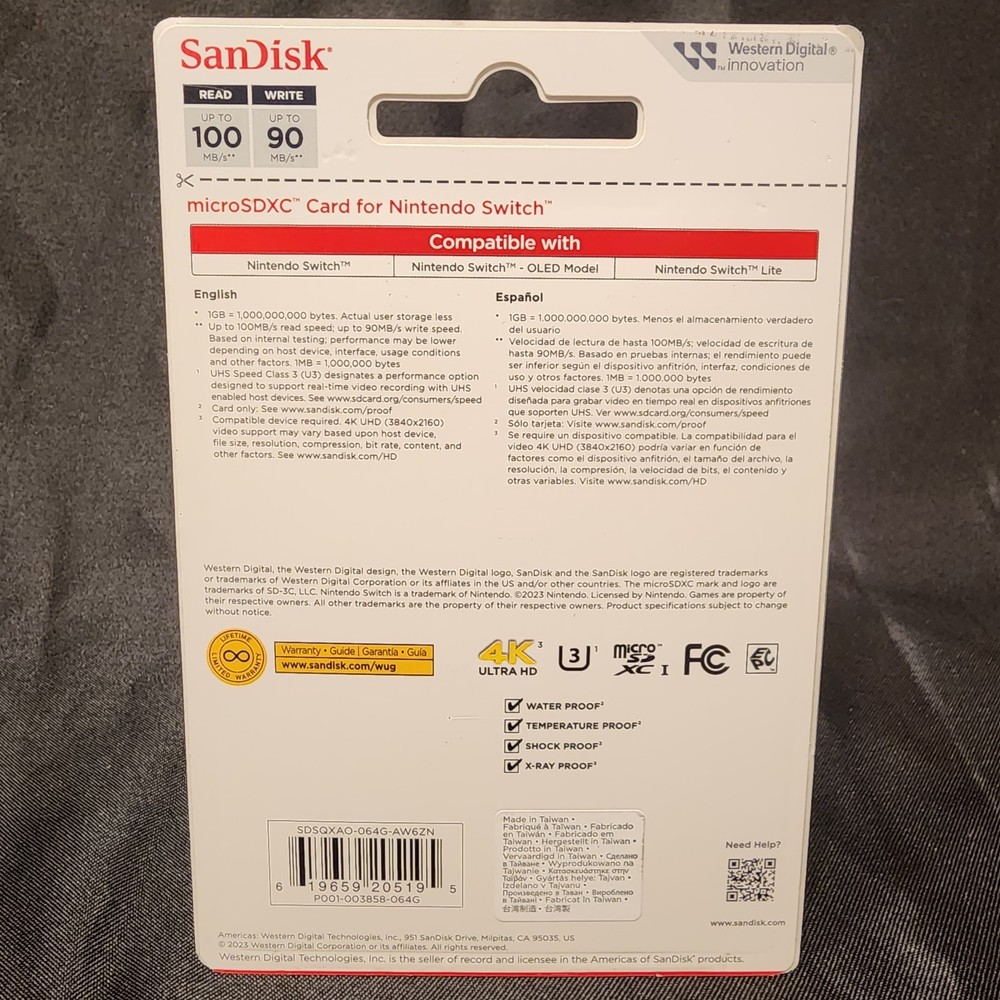 SanDisk®
Western Digital®
™ innovation
READ WRITE
UP TO UP TO
100 90
MB/s** MB/s**
microSDXC™ Card for Nintendo Switch™
Compatible with
Nintendo Switch™ Nintendo Switch™ - OLED Model Nintendo Switch™ Lite
English
* 1GB = 1,000,000,000 bytes. Actual user storage less
** Up to 100MB/s read speed; up to 90MB/s write speed.
Based on internal testing; performance may be lower
depending on host device, interface, usage conditions
and other factors. 1MB = 1,000,000 bytes
1 UHS Speed Class 3 (U3) designates a performance option
designed to support real-time video recording with UHS
enabled host devices. See www.sdcard.org/consumers/speed
2 Card only: See www.sandisk.com/proof
3 Compatible device required. 4K UHD (3840x2160)
video support may vary based upon host device,
file size, resolution, compression, bit rate, content, and
other factors. See www.sandisk.com/HD
Español
* 1GB = 1.000.000.000 bytes. Menos el almacenamiento verdadero
del usuario
** Velocidad de lectura de hasta 100MB/s; velocidad de escritura de
hasta 90MB/s. Basado en pruebas internas; el rendimiento puede
ser inferior según el dispositivo anfitrión, interfaz, condiciones de
uso y otros factores. 1MB = 1.000.000 bytes
1 UHS velocidad clase 3 (U3) denotas una opción de rendimiento
diseñada para grabar video en tiempo real en dispositivos anfitriones
que soporten UHS. Ver www.sdcard.org/consumers/speed
2 Sólo tarjeta: Visite www.sandisk.com/proof
3 Se require un dispositivo compatible. La compatibilidad para el
video 4K UHD (3840x2160) podría variar en función de
factores como el dispositivo anfitrión, el tamaño del archivo, la
resolución, la compresión, la velocidad de bits, el contenido y
otras variables. Visite www.sandisk.com/HD
Western Digital, the Western Digital design, the Western Digital logo, SanDisk and the SanDisk logo are registered trademarks
or trademarks of Western Digital Corporation or its affliates in the US and/or other countries. The microSDXC mark and logo are
trademarks of SD-3C, LLC. Nintendo Switch is a trademark of Nintendo. ©2023 Nintendo. Licensed by Nintendo. Games are property of
their respective owners. All other trademarks are the property of their respective owners. Product specifications subject to change
without notice.
LIFETIME
LIMITED WARRANTY
Warranty • Guide | Garantía • Guía
www.sandisk.com/wug
4K3
ULTRA HD
3 1
micro™
SD
XC I
FC
WATER PROOF2
TEMPERATURE PROOF2
SHOCK PROOF2
X-RAY PROOF2
SDSQXAO-064G-AW6ZN
6 19659 20519 5
P001-003858-064G
Made in Taiwan •
Fabriqué à Taïwan • Fabricado
en Taiwán • Fabricado em
Taiwan • Hergestellt in Taiwan •
Prodotto in Taiwan •
Vervaardigd in Taiwan • Сделано
в Тайване • Wyprodukowano na
Tajwanie • Κατασκευάστηκε στην
Ταϊβάν • Gyártás helye: Tajvan •
Izdelano v Tajvanu •
Произведено в Таван • Вироблено
в Тайвані • Fabricat în Taiwan •
台湾制造 • 台湾製
Need Help?
www.sandisk.com
Americas: Western Digital Technologies, Inc., 951 SanDisk Drive, Milpitas, CA 95035, US
© 2023 Western Digital Corporation or its affiliates. All rights reserved.
Western Digital Technologies, Inc. is the seller of record and licensee in the Americas of SanDisk® products.